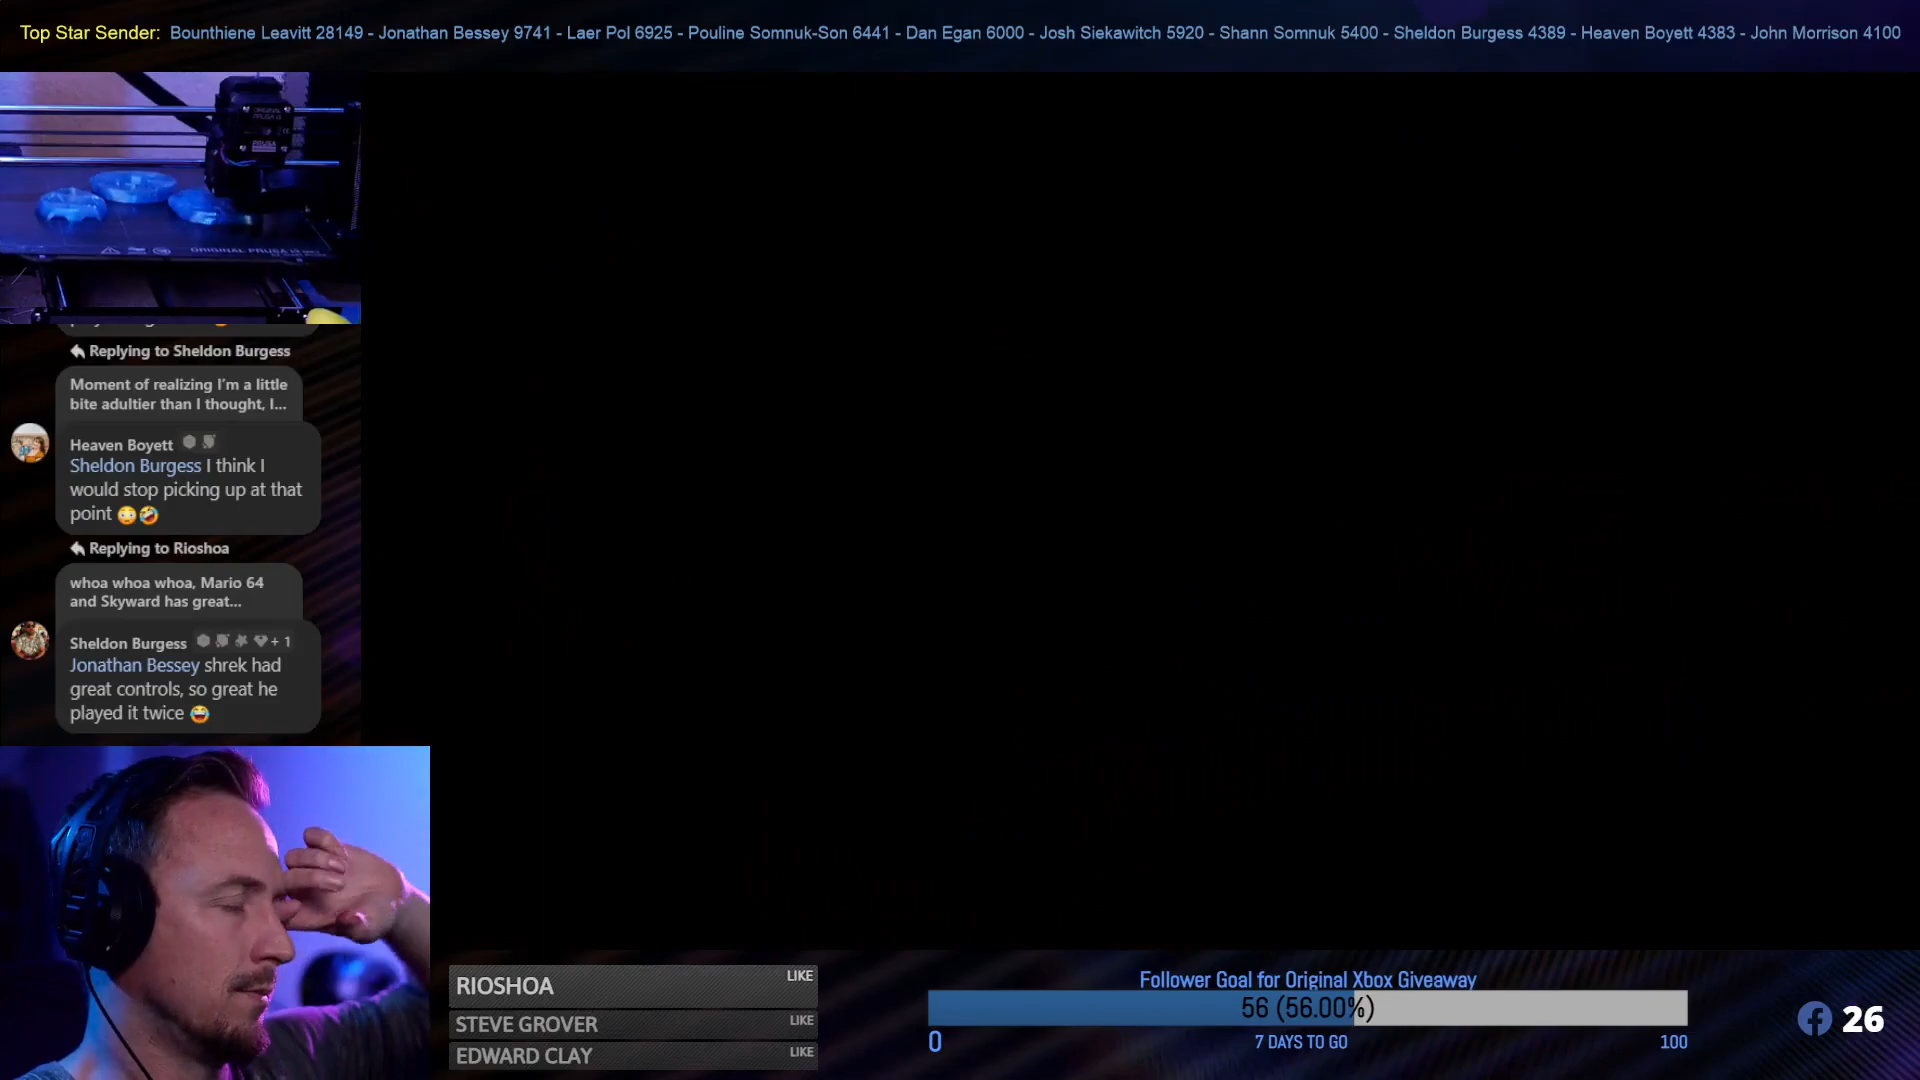 Top Star Sender: Bounthiene Leavitt 28149 - Jonathan Bessey 9741 - Laer Pol 6925 - Pouline Somnuk-Son 6441 - Dan Egan 6000 - Josh Siekawitch 5920 - Shann Somnuk 5400 - Sheldon Burgess 4389 - Heaven Boyett 4383 - John Morrison 4100
ORIGINAL PRUSA
Replying to Sheldon Burgess
Moment of realizing I'm a little
bite adultier than I thought, I...
Heaven Boyett
Sheldon Burgess I think I
would stop picking up at that
point 😳🤣
Replying to Rioshoa
whoa whoa whoa, Mario 64
and Skyward has great...
Sheldon Burgess + 1
Jonathan Bessey shrek had
great controls, so great he
played it twice 😂
RIOSHOA LIKE
STEVE GROVER LIKE
EDWARD CLAY LIKE
Follower Goal for Original Xbox Giveaway
56 (56.00%)
0 7 DAYS TO GO 100
26